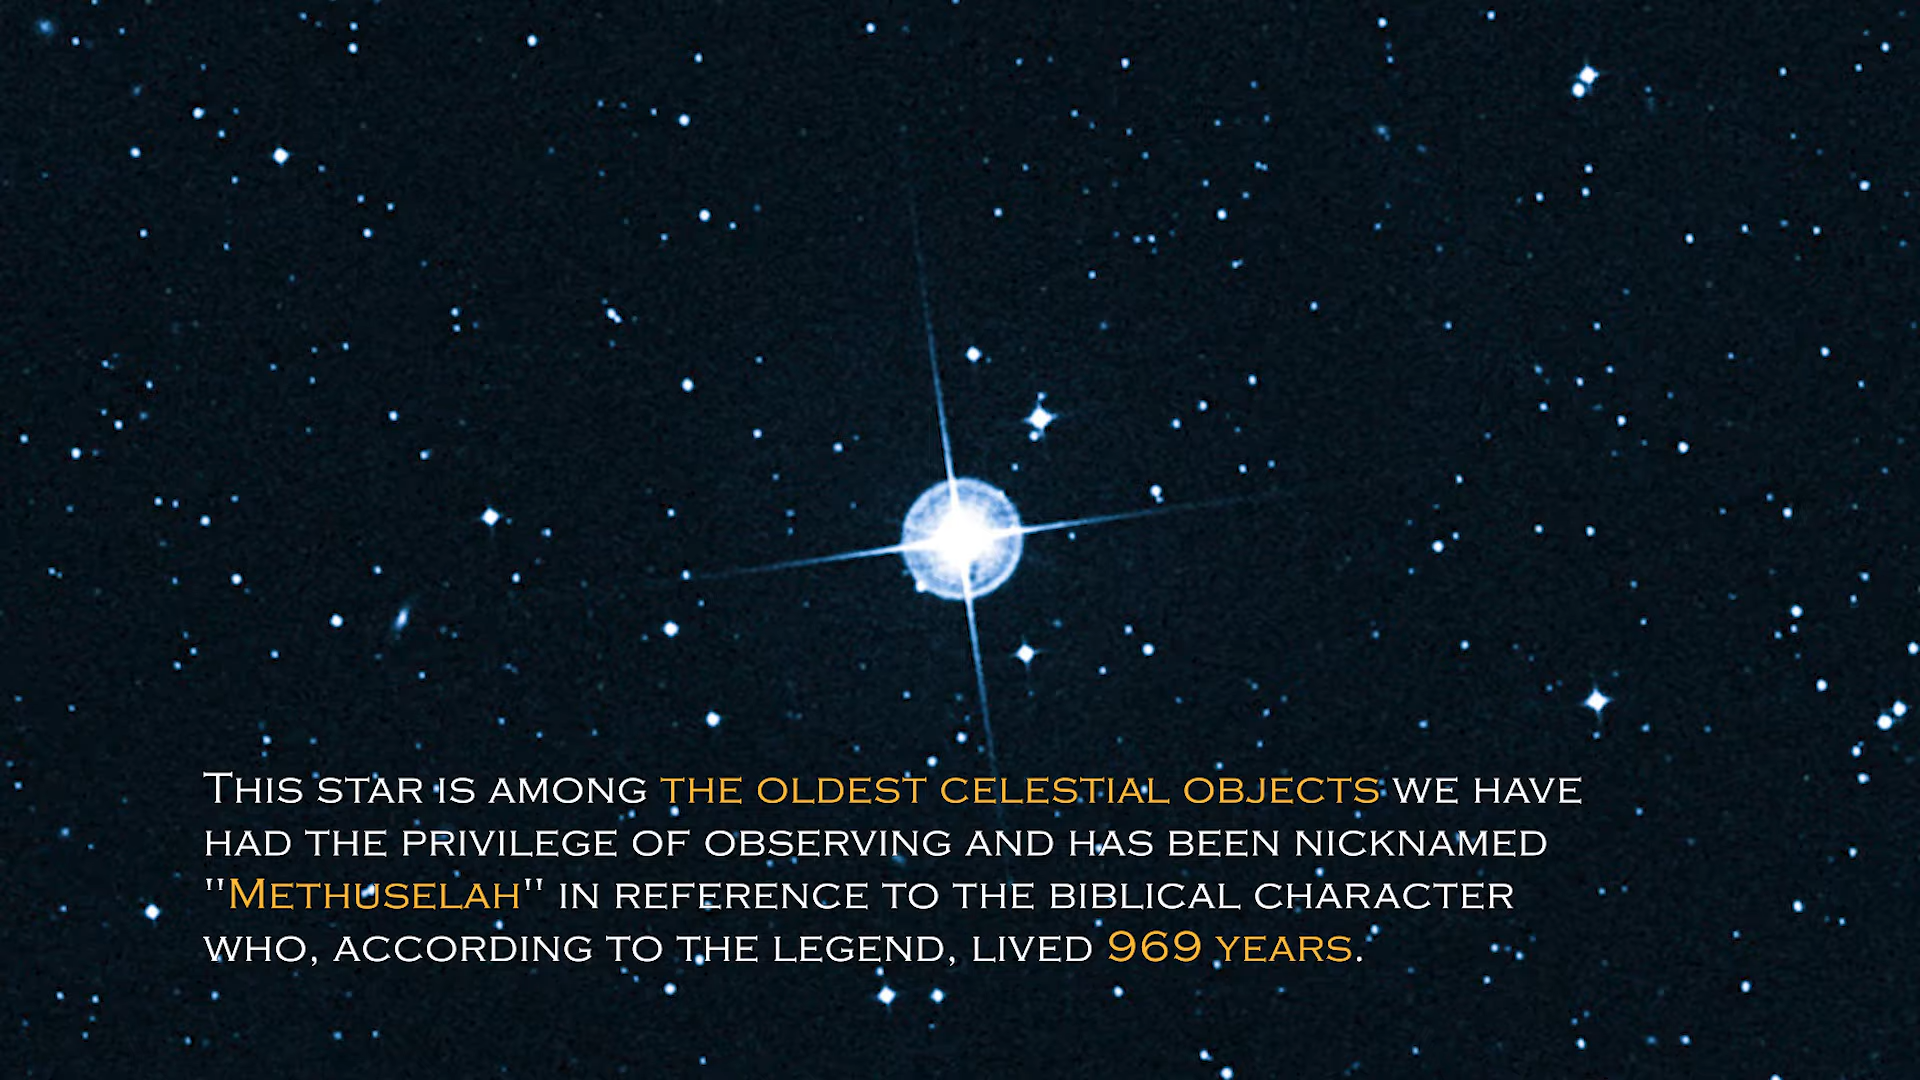 This star is among the oldest celestial objects we have
had the privilege of observing and has been nicknamed
"Methuselah" in reference to the biblical character
who, according to the legend, lived 969 years.